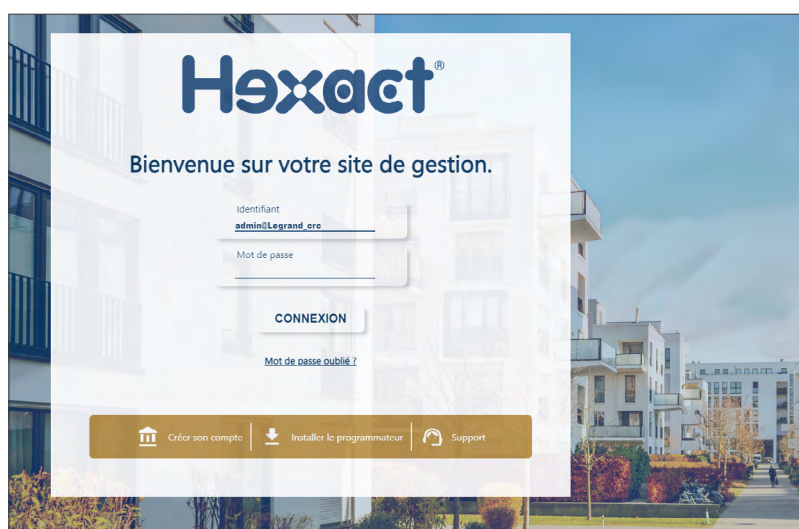 Hexact®
Bienvenue sur votre site de gestion.
Identifiant
admin@Legrand_crc
Mot de passe
CONNEXION
Mot de passe oublié ?
Créer son compte
Installer le programmateur
Support